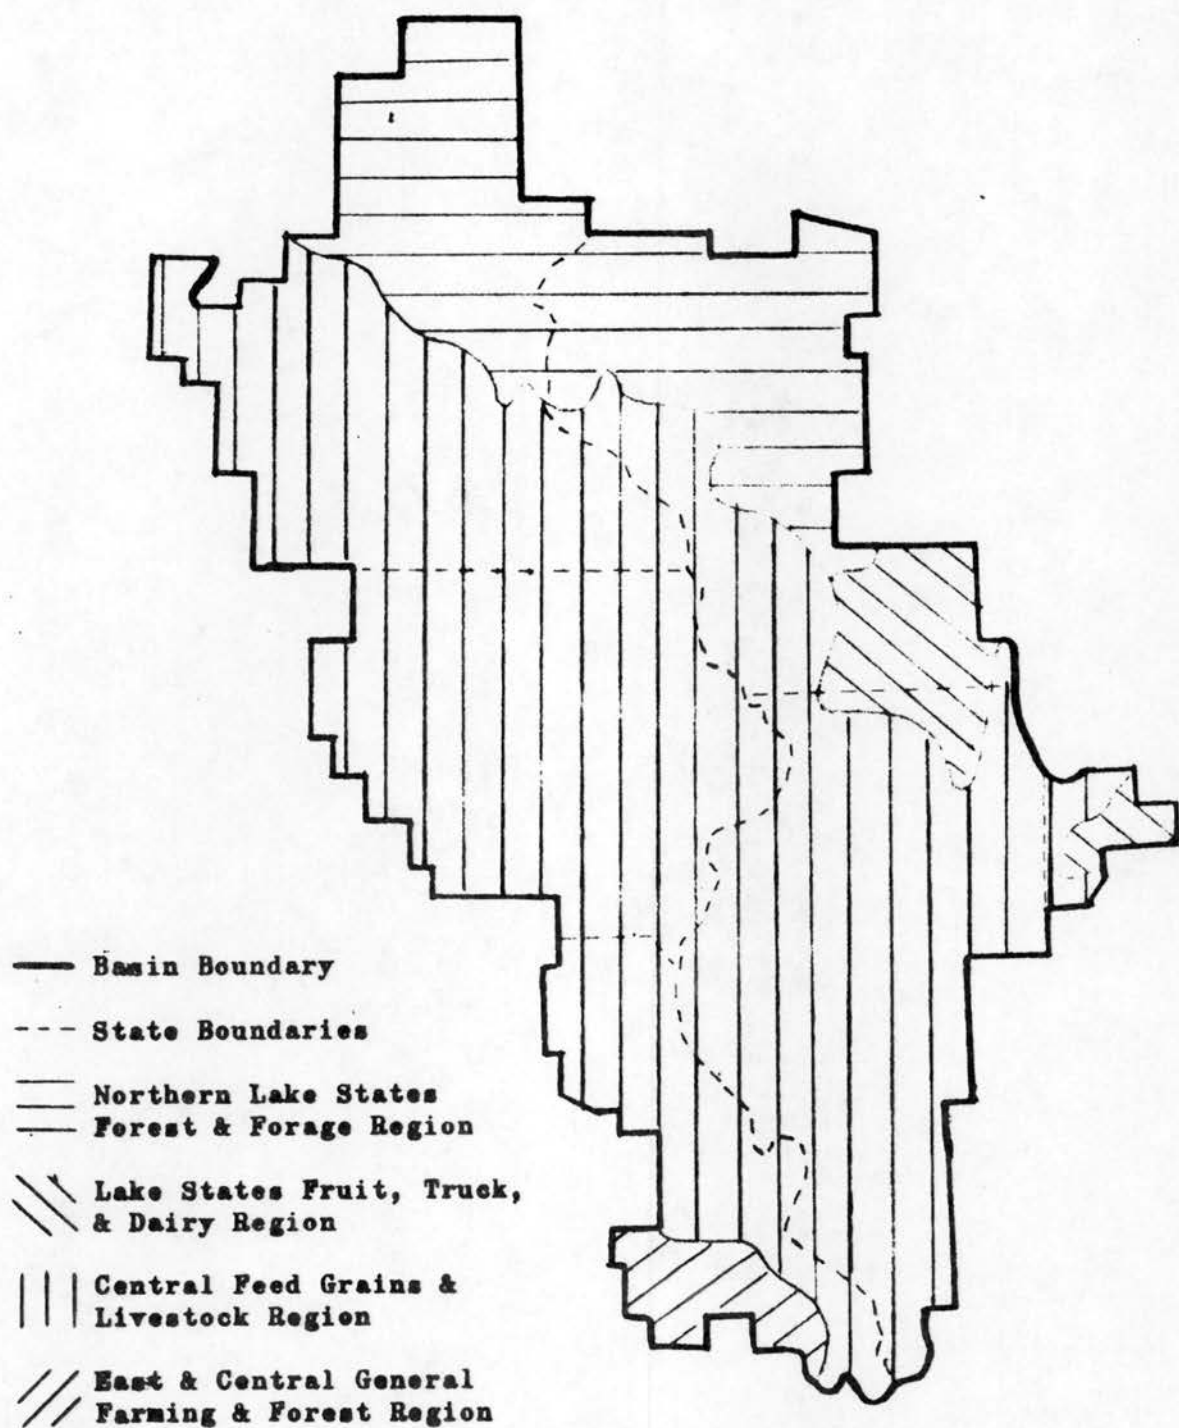 Basin Boundary
State Boundaries
Northern Lake States
Forest & Forage Region
Lake States Fruit, Truck,
& Dairy Region
Central Feed Grains &
Livestock Region
East & Central General
Farming & Forest Region